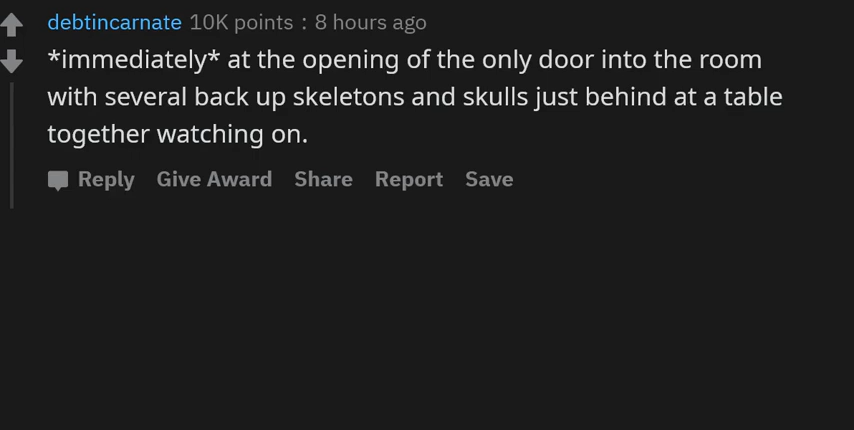 debtincarnate 10K points : 8 hours ago
*immediately* at the opening of the only door into the room
with several back up skeletons and skulls just behind at a table
together watching on.
Reply Give Award Share Report Save